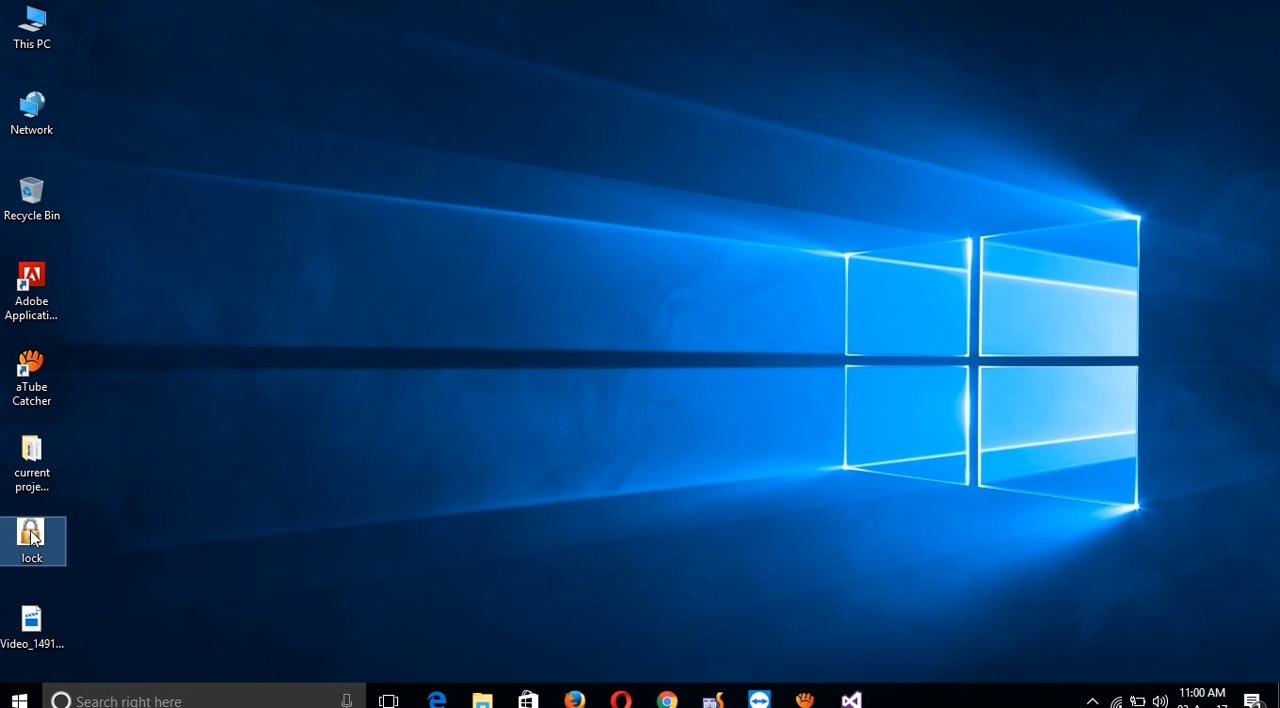 This PC
Network
Recycle Bin
Adobe
Applicati...
aTube
Catcher
current
proje...
lock
Video_1491...
Search right here
11:00 AM